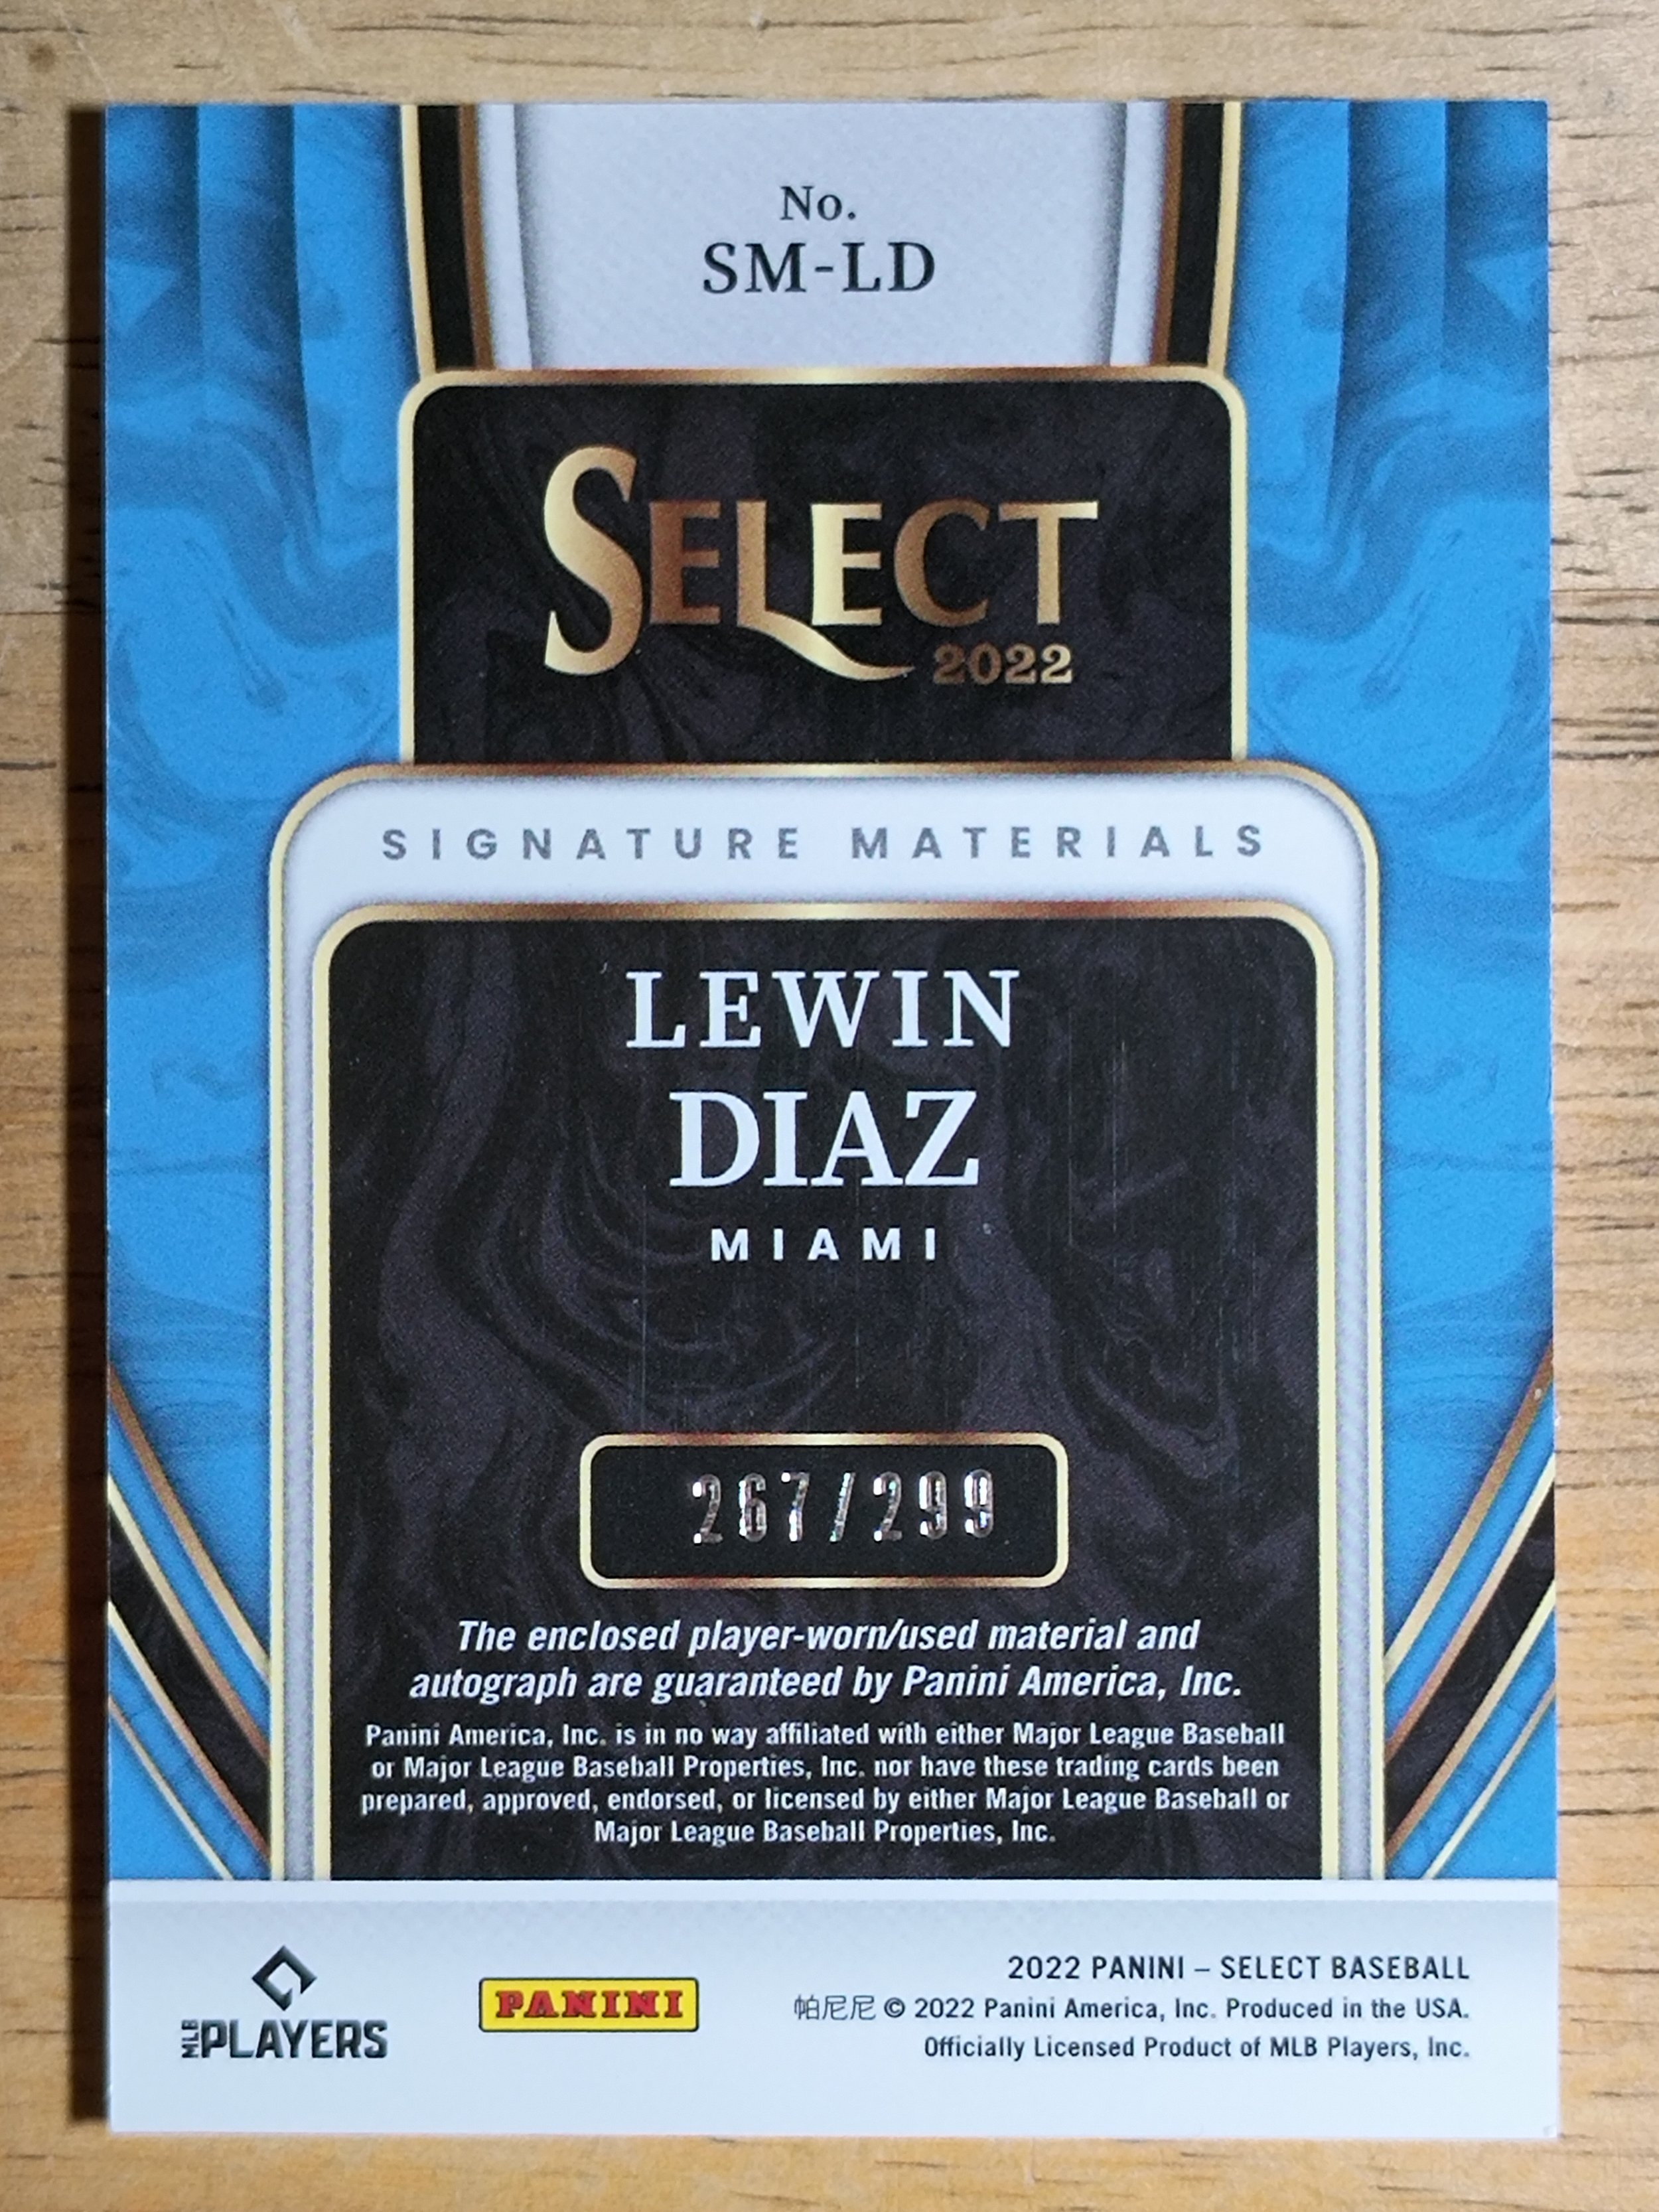 No.
SM-LD
SELECT
2022
SIGNATURE MATERIALS
LEWIN
DIAZ
MIAMI
267/299
The enclosed player-worn/used material and
autograph are guaranteed by Panini America, Inc.
Panini America, Inc. is in no way affiliated with either Major League Baseball
or Major League Baseball Properties, Inc. nor have these trading cards been
prepared, approved, endorsed, or licensed by either Major League Baseball or
Major League Baseball Properties, Inc.
MLB PLAYERS
PANINI
2022 PANINI – SELECT BASEBALL
帕尼尼 © 2022 Panini America, Inc. Produced in the USA.
Officially Licensed Product of MLB Players, Inc.